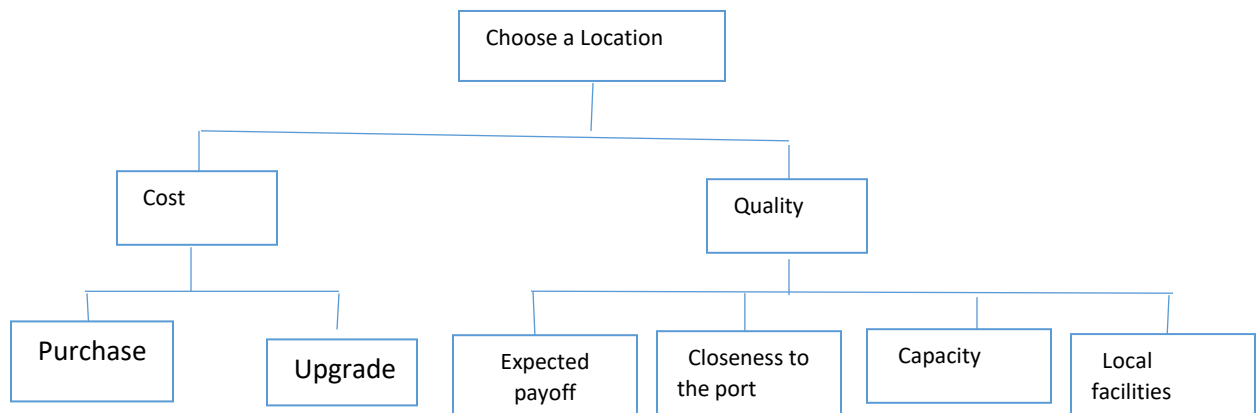 Choose a Location
Cost
Quality
Purchase
Upgrade
Expected
payoff
Closeness to
the port
Capacity
Local
facilities